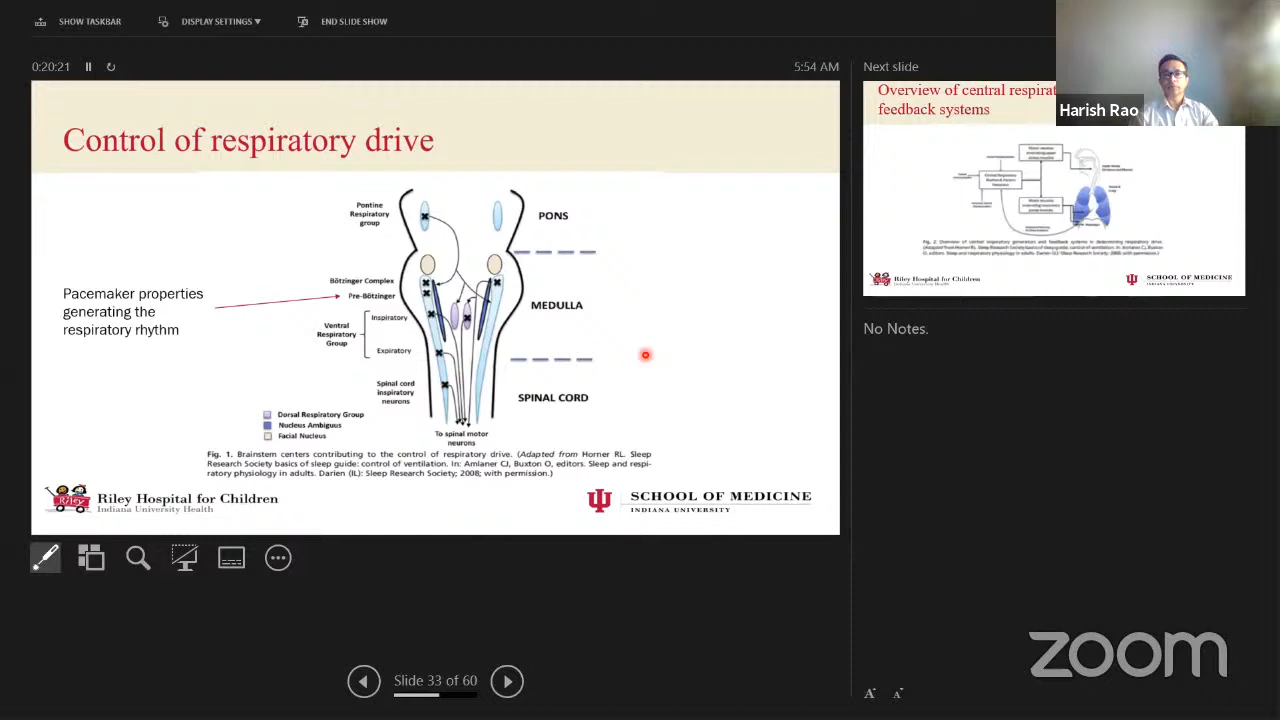 SHOW TASKBAR
DISPLAY SETTINGS ▼
END SLIDE SHOW
0:20:21
5:54 AM
Control of respiratory drive
Pontine
Respiratory
group
PONS
Bötzinger Complex
Pre-Bötzinger
Pacemaker properties
generating the
respiratory rhythm
MEDULLA
Inspiratory
Ventral
Respiratory
Group
Expiratory
Spinal cord
inspiratory
neurons
SPINAL CORD
Dorsal Respiratory Group
Nucleus Ambiguus
Facial Nucleus
To spinal motor
neurons
Fig. 1. Brainstem centers contributing to the control of respiratory drive. (Adapted from Horner RL. Sleep
Research Society basics of sleep guide: control of ventilation. In: Amlaner CJ, Buxton O, editors. Sleep and respi-
ratory physiology in adults. Darien (IL): Sleep Research Society; 2008; with permission.)
Riley
Riley Hospital for Children
Indiana University Health
SCHOOL OF MEDICINE
INDIANA UNIVERSITY
Slide 33 of 60
Next slide
Overview of central respirat
feedback systems
Riley Hospital for Children
Indiana University Health
SCHOOL OF MEDICINE
INDIANA UNIVERSITY
No Notes.
Harish Rao
zoom
A A